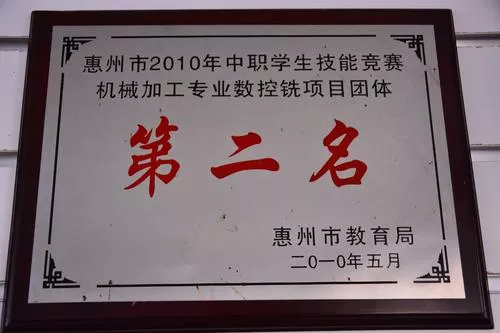 惠州市2010年中职学生技能竞赛
机械加工专业数控铣项目团体
第二名
惠州市教育局
二0一0年五月